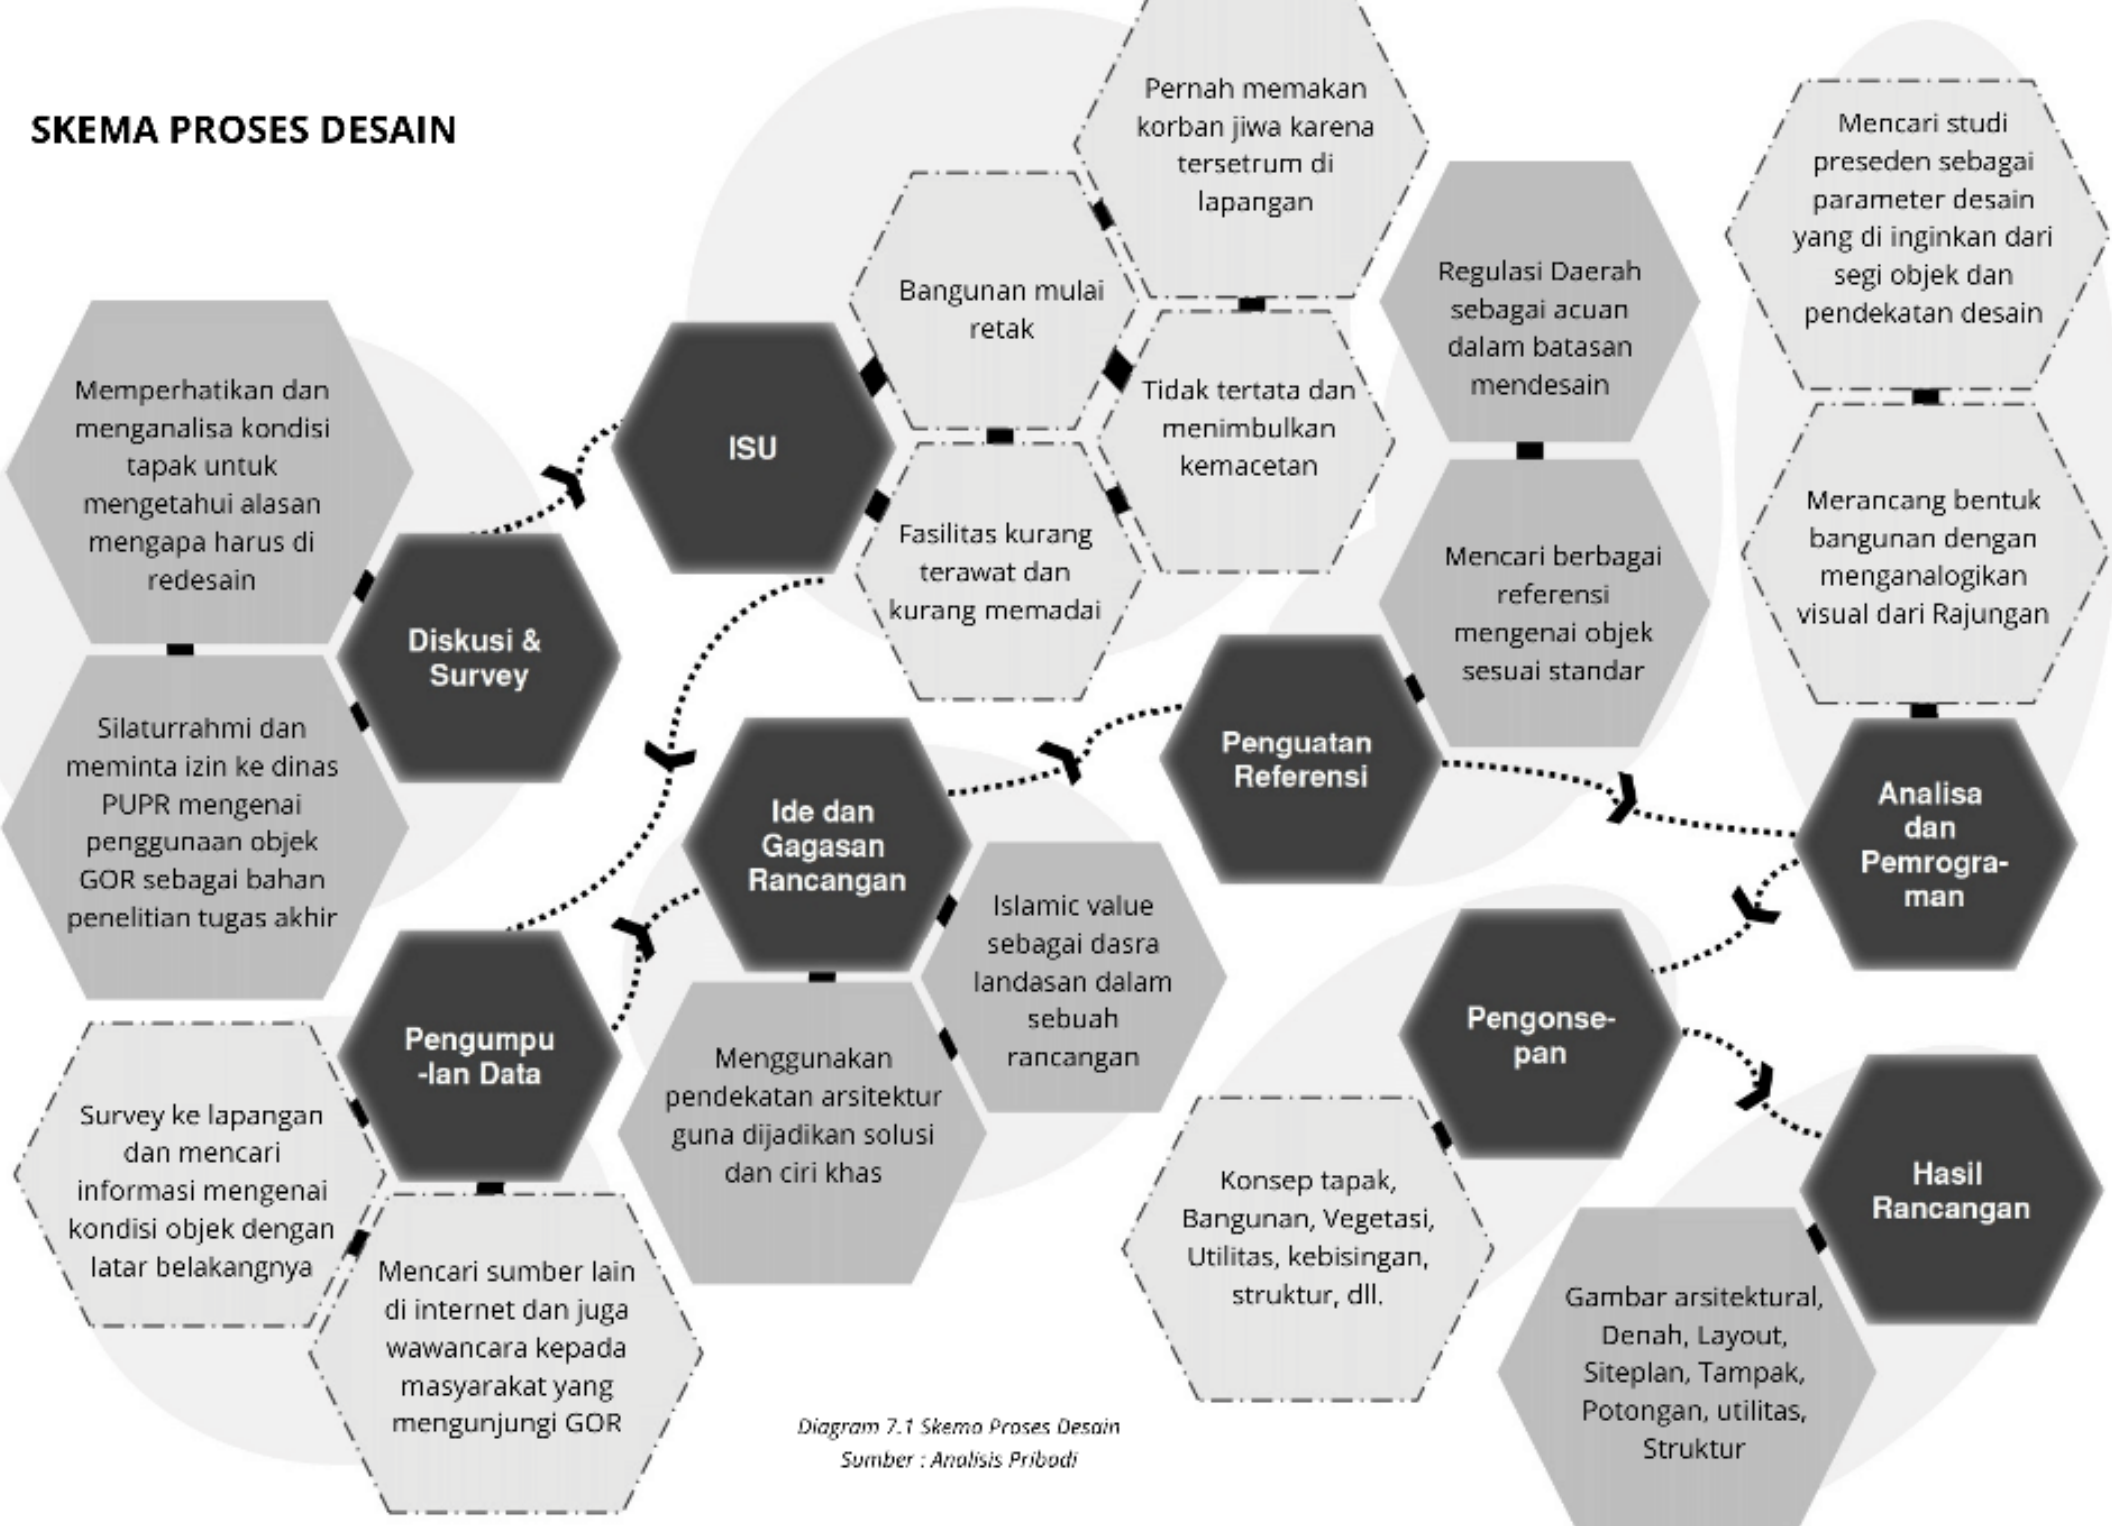 SKEMA PROSES DESAIN
Memperhatikan dan
menganalisa kondisi
tapak untuk
mengetahui alasan
mengapa harus di
redesain
Diskusi &
Survey
Silaturrahmi dan
meminta izin ke dinas
PUPR mengenai
penggunaan objek
GOR sebagai bahan
penelitian tugas akhir
ISU
Bangunan mulai
retak
Pernah memakan
korban jiwa karena
tersetrum di
lapangan
Tidak tertata dan
menimbulkan
kemacetan
Fasilitas kurang
terawat dan
kurang memadai
Pengumpu
-lan Data
Survey ke lapangan
dan mencari
informasi mengenai
kondisi objek dengan
latar belakangnya
Mencari sumber lain
di internet dan juga
wawancara kepada
masyarakat yang
mengunjungi GOR
Ide dan
Gagasan
Rancangan
Islamic value
sebagai dasra
landasan dalam
sebuah
rancangan
Menggunakan
pendekatan arsitektur
guna dijadikan solusi
dan ciri khas
Penguatan
Referensi
Regulasi Daerah
sebagai acuan
dalam batasan
mendesain
Mencari berbagai
referensi
mengenai objek
sesuai standar
Analisa
dan
Pemrogra-
man
Mencari studi
preseden sebagai
parameter desain
yang di inginkan dari
segi objek dan
pendekatan desain
Merancang bentuk
bangunan dengan
menganalogikan
visual dari Rajungan
Pengonse-
pan
Konsep tapak,
Bangunan, Vegetasi,
Utilitas, kebisingan,
struktur, dll.
Hasil
Rancangan
Gambar arsitektural,
Denah, Layout,
Siteplan, Tampak,
Potongan, utilitas,
Struktur
Diagram 7.1 Skema Proses Desain
Sumber : Analisis Pribadi